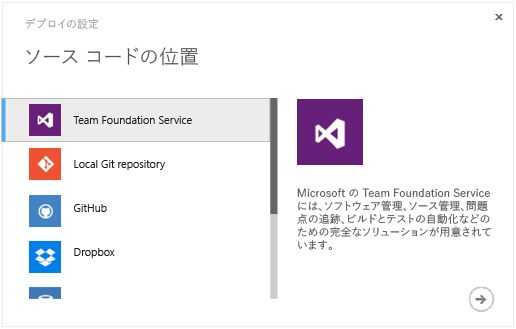 デプロイの設定
ソース コードの位置
Team Foundation Service
Local Git repository
GitHub
Dropbox
Microsoft の Team Foundation Service
には、ソフトウェア管理、ソース管理、問題
点の追跡、ビルドとテストの自動化などの
ための完全なソリューションが用意されて
います。